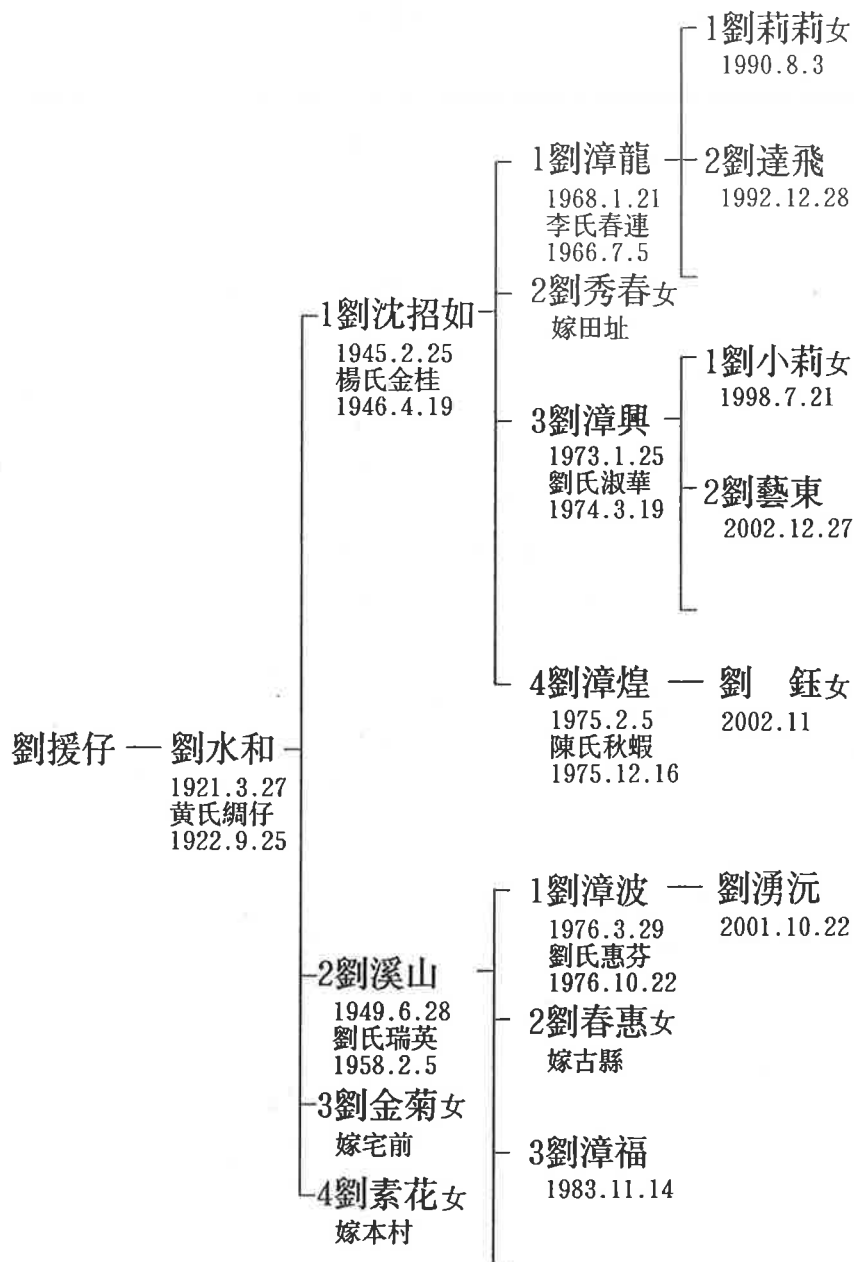 1劉莉莉女
1990.8.3
1劉漳龍
1968.1.21
李氏春連
1966.7.5
2劉達飛
1992.12.28
2劉秀春女
嫁田址
1劉沈招如
1945.2.25
楊氏金桂
1946.4.19
1劉小莉女
1998.7.21
3劉漳興
1973.1.25
劉氏淑華
1974.3.19
2劉藝東
2002.12.27
4劉漳煌
1975.2.5
陳氏秋蝦
1975.12.16
劉　鈺女
2002.11
劉援仔
劉水和
1921.3.27
黄氏綢仔
1922.9.25
1劉漳波
1976.3.29
劉氏惠芬
1976.10.22
劉湧沅
2001.10.22
2劉溪山
1949.6.28
劉氏瑞英
1958.2.5
2劉春惠女
嫁古縣
3劉金菊女
嫁宅前
3劉漳福
1983.11.14
4劉素花女
嫁本村